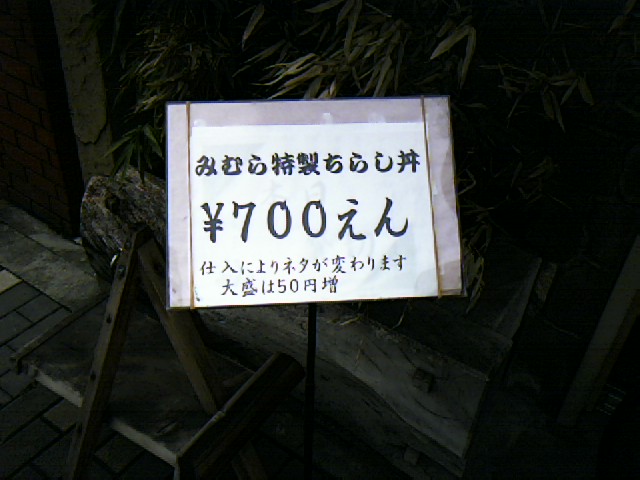 みむら特製ちらし丼
¥700えん
仕入によりネタが変わります
大盛は50円増